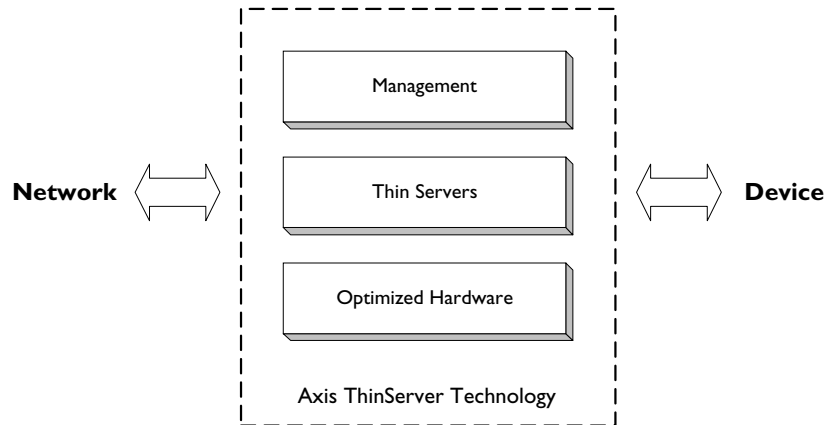 Management
Network
Thin Servers
Device
Optimized Hardware
Axis ThinServer Technology